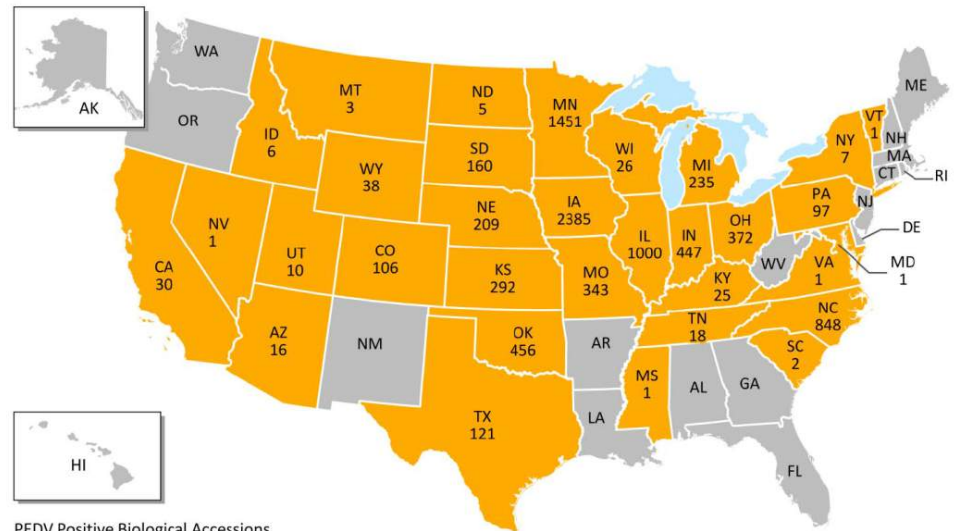 WA
AK
OR
MT
3
ID
6
WY
38
ND
5
SD
160
NE
209
MN
1451
WI
26
MI
235
IA
2385
NV
1
UT
10
CA
30
CO
106
KS
292
MO
343
IL
1000
IN
447
OH
372
KY
25
WV
VA
1
PA
97
NY
7
VT
1
ME
NH
MA
CT
RI
NJ
DE
MD
1
NC
848
TN
18
SC
2
AZ
16
NM
OK
456
AR
TX
121
LA
MS
1
AL
GA
FL
HI
PEDV Positive Biological Accessions